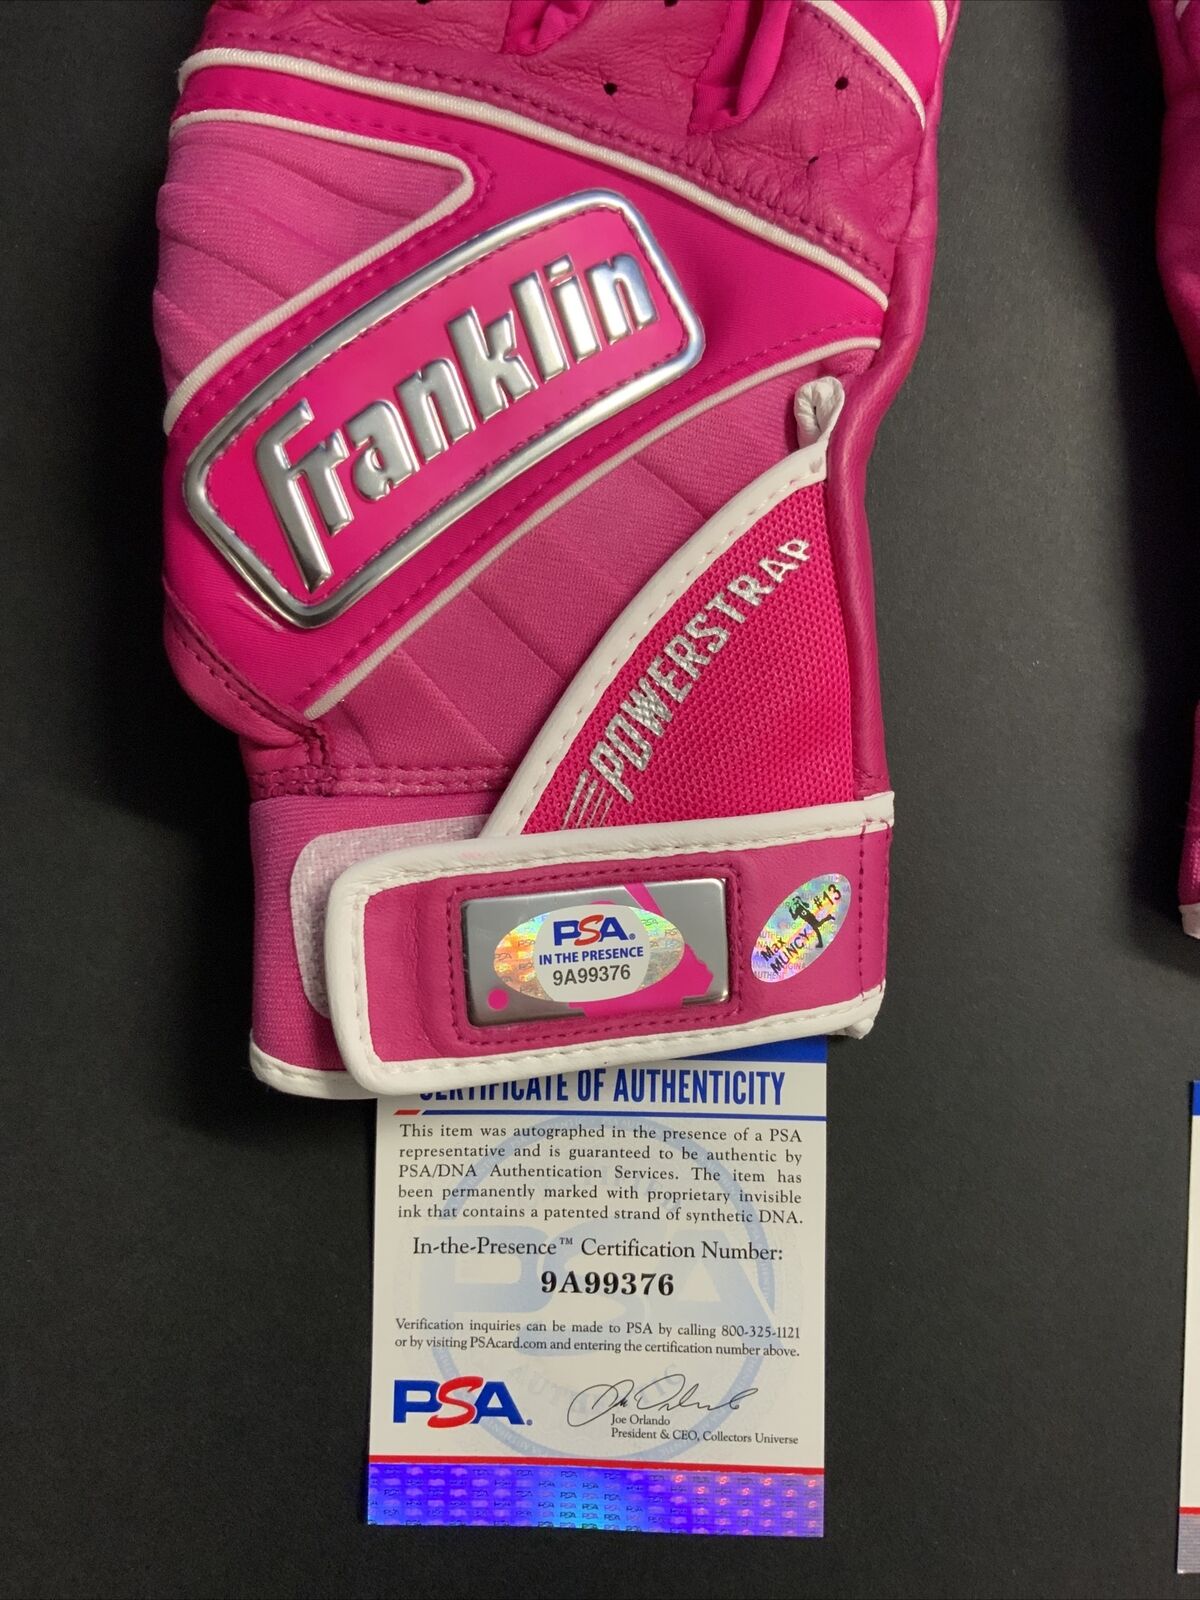 Franklin
POWERSTRAP
PSA
IN THE PRESENCE
9A99376
#13
Max
MUNCY
CERTIFICATE OF AUTHENTICITY
This item was autographed in the presence of a PSA
representative and is guaranteed to be authentic by
PSA/DNA Authentication Services. The item has
been permanently marked with proprietary invisible
ink that contains a patented strand of synthetic DNA.
In-the-Presence™ Certification Number:
9A99376
Verification inquiries can be made to PSA by calling 800-325-1121
or by visiting PSAcard.com and entering the certification number above.
PSA
Joe Orlando
President & CEO, Collectors Universe